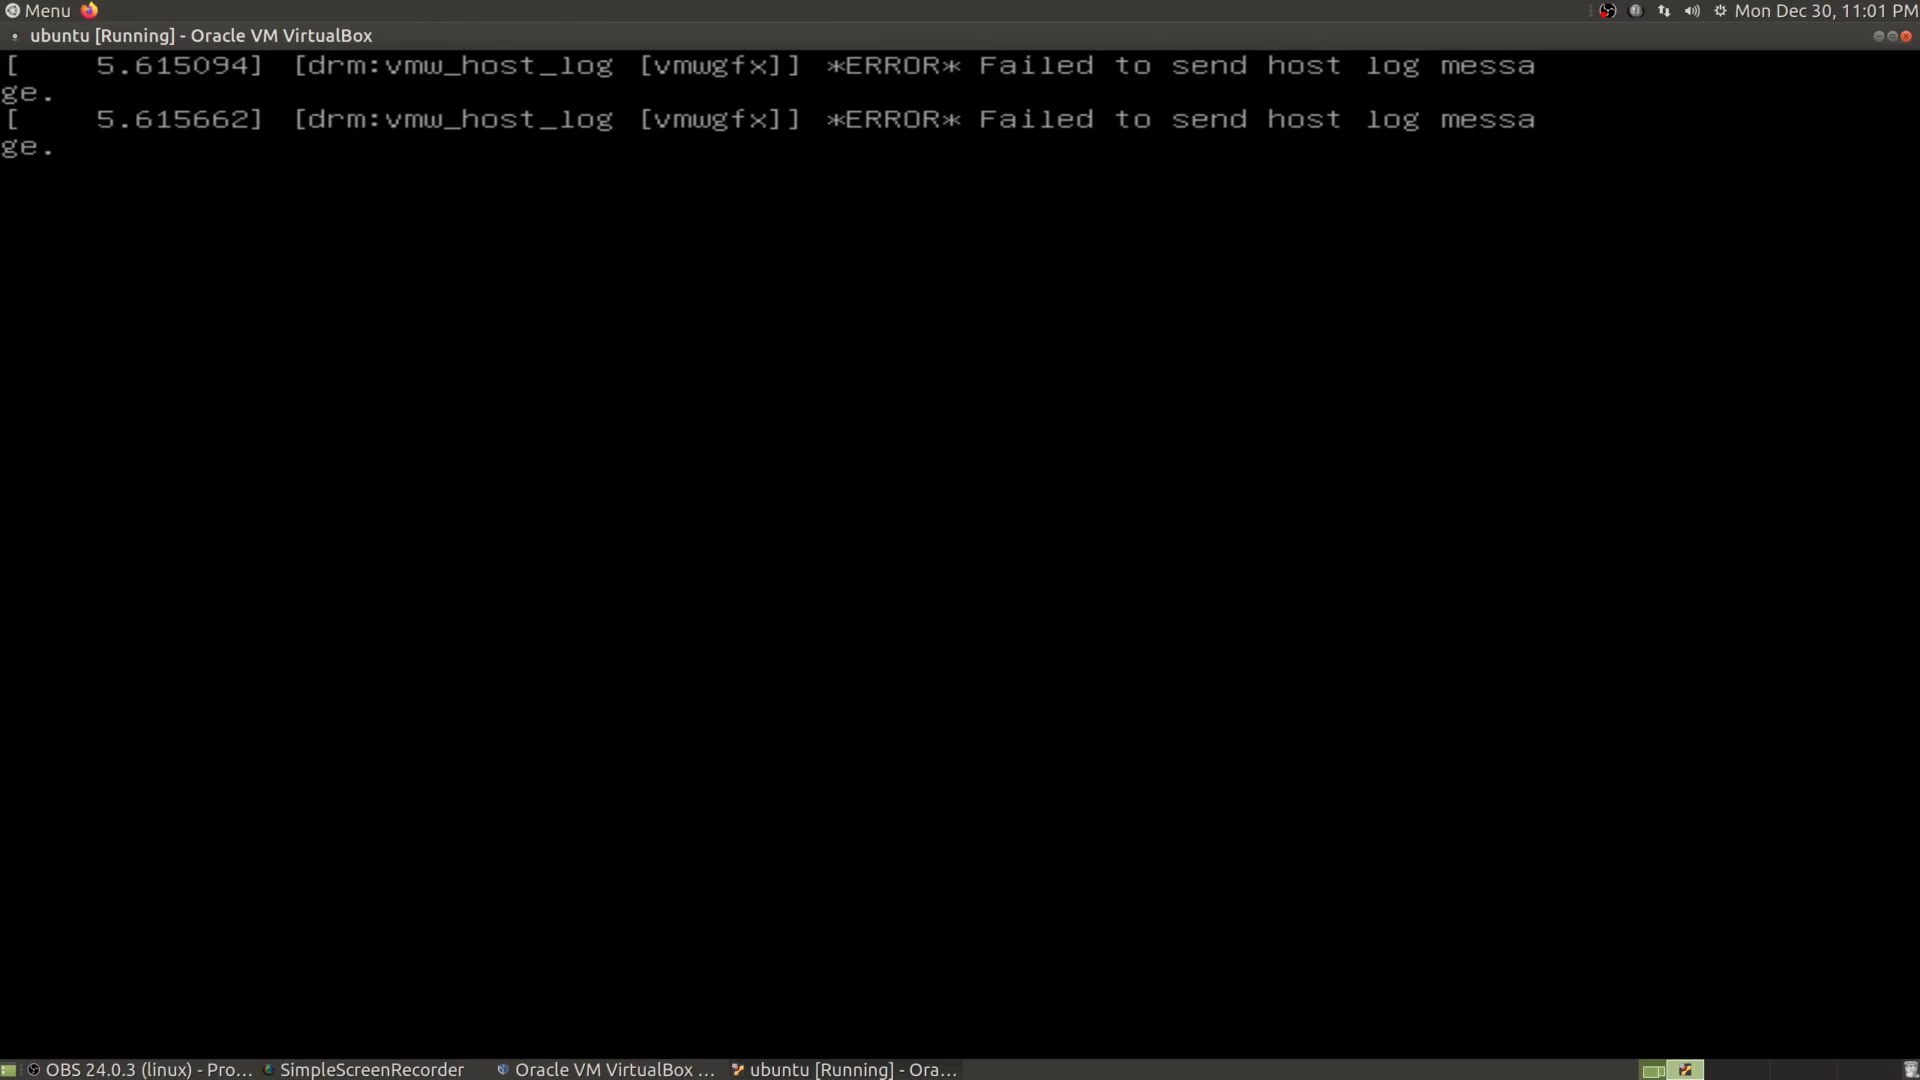 Menu
Mon Dec 30, 11:01 PM
ubuntu [Running] - Oracle VM VirtualBox
[    5.615094] [drm:vmw_host_log [vmwgfx]] *ERROR* Failed to send host log messa
ge.
[    5.615662] [drm:vmw_host_log [vmwgfx]] *ERROR* Failed to send host log messa
ge.
OBS 24.0.3 (linux) - Pro... SimpleScreenRecorder Oracle VM VirtualBox ... ubuntu [Running] - Ora...